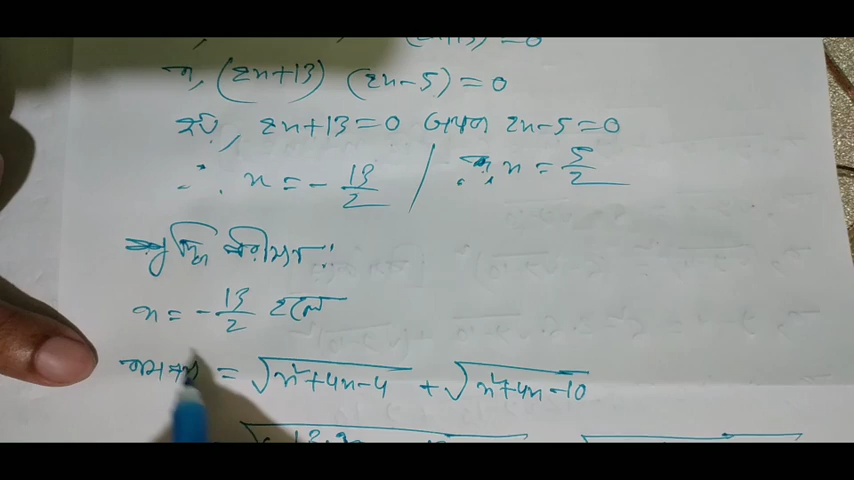 বা, (2x+13) (2x-5) = 0
হয়, 2x+13=0 অথবা 2x-5=0
∴ x = - 13/2 / বা, x = 5/2
শুদ্ধি পরীক্ষা:
x = - 13/2 হলে
বামপক্ষ = √(x²+4x-4) + √(x²+4x-10)